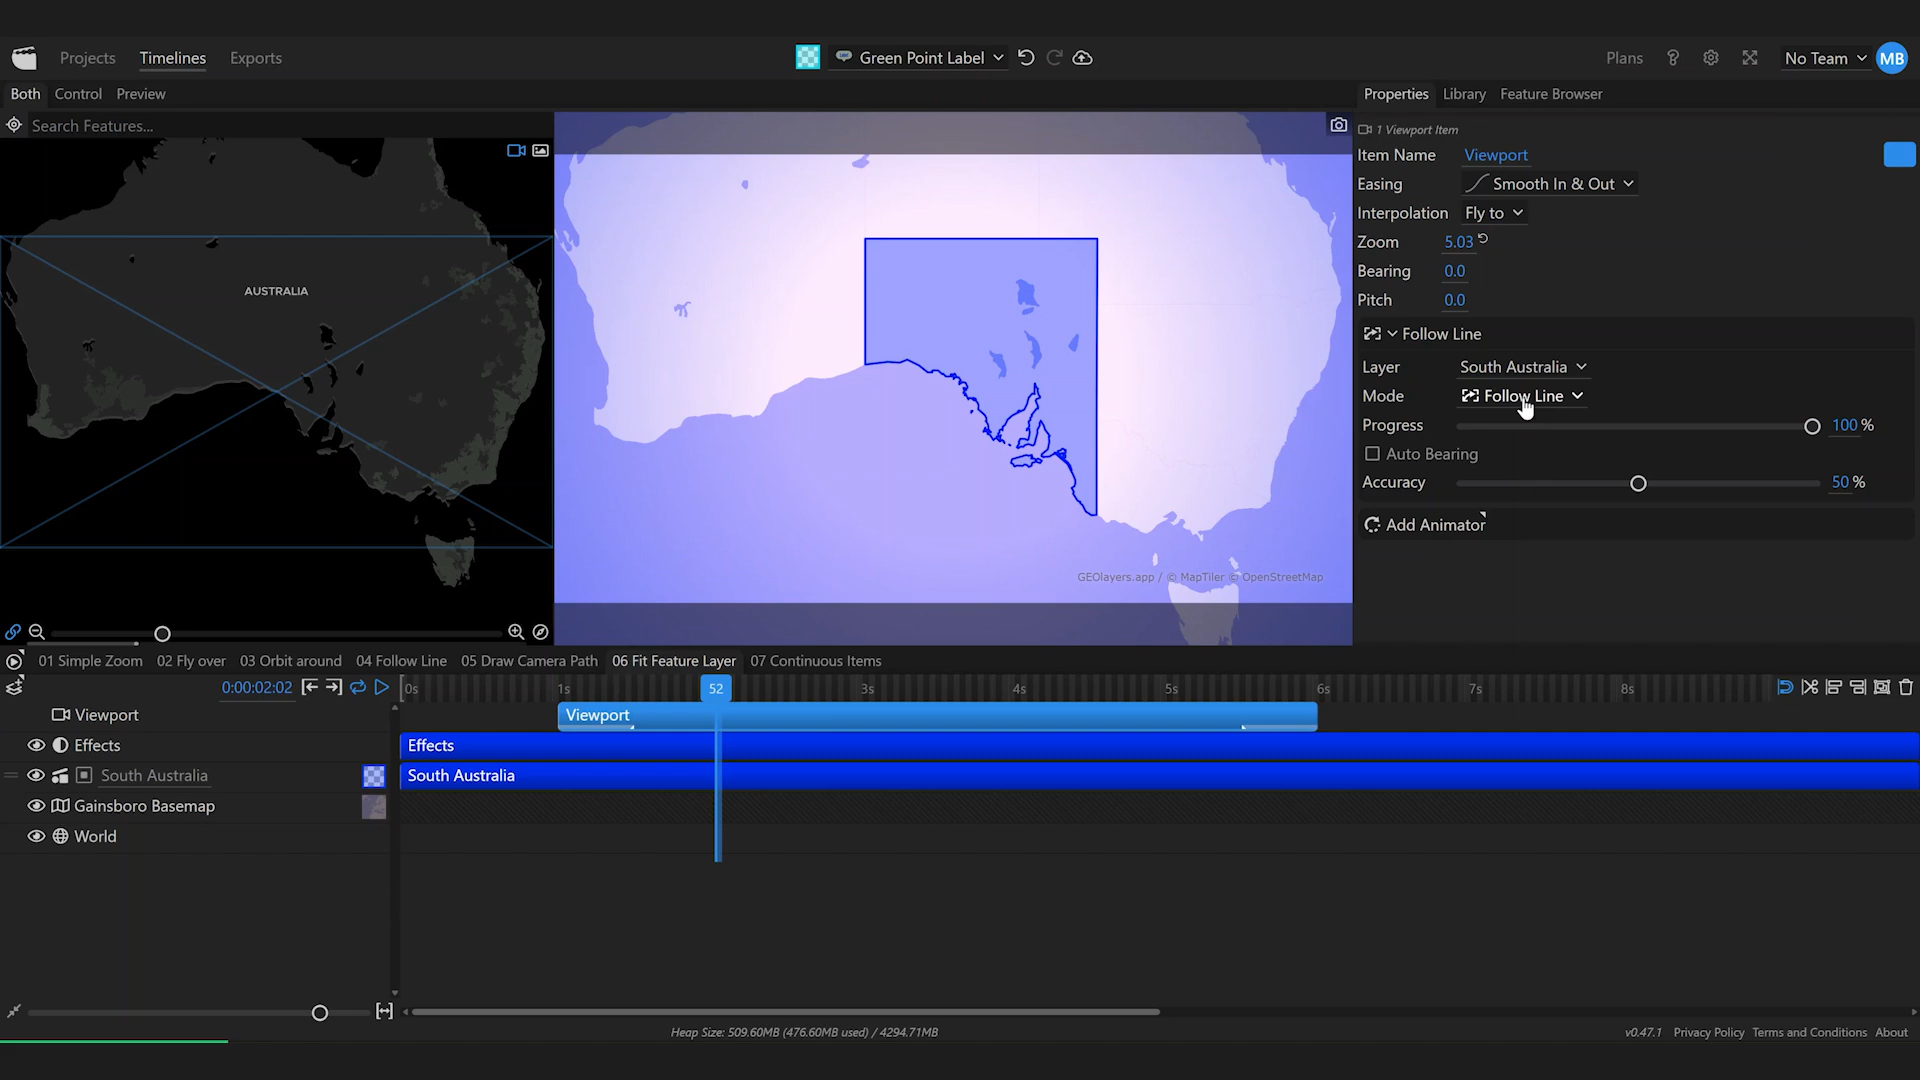 Projects Timelines Exports Green Point Label Plans No Team MB
Both Control Preview
Search Features...
AUSTRALIA
GEOlayers.app / © MapTiler © OpenStreetMap
Properties Library Feature Browser
1 Viewport Item
Item Name Viewport
Easing Smooth In & Out
Interpolation Fly to
Zoom 5.03
Bearing 0.0
Pitch 0.0
Follow Line
Layer South Australia
Mode Follow Line
Progress 100 %
Auto Bearing
Accuracy 50 %
Add Animator
01 Simple Zoom 02 Fly over 03 Orbit around 04 Follow Line 05 Draw Camera Path 06 Fit Feature Layer 07 Continuous Items
0:00:02:02 0s 1s 52 3s 4s 5s 6s 7s 8s
Viewport Viewport
Effects Effects
South Australia South Australia
Gainsboro Basemap
World
Heap Size: 509.60MB (476.60MB used) / 4294.71MB v0.47.1 Privacy Policy Terms and Conditions About